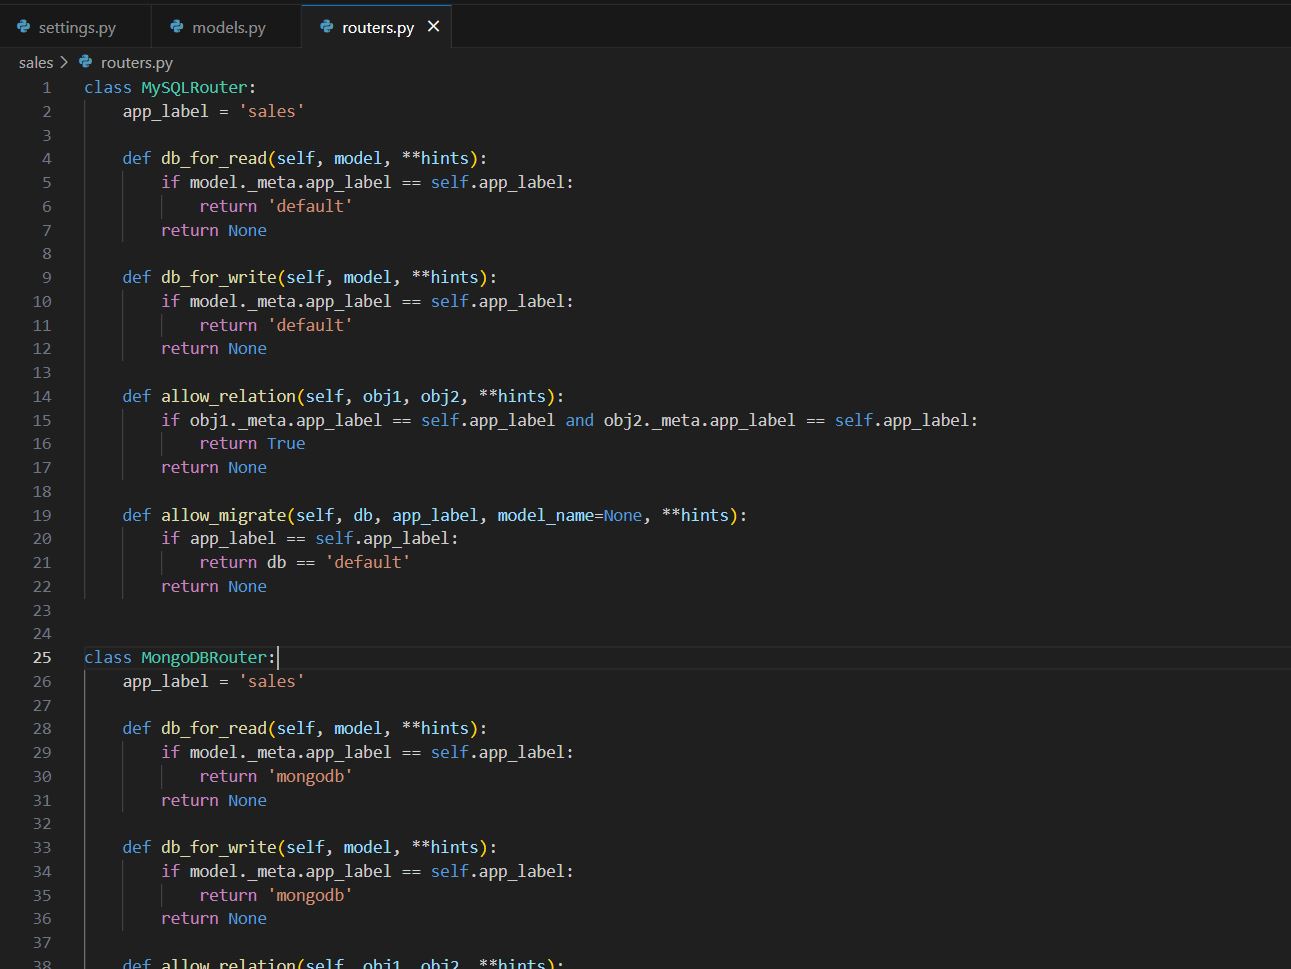 settings.py
models.py
routers.py
sales > routers.py
1 class MySQLRouter:
2     app_label = 'sales'
3
4     def db_for_read(self, model, **hints):
5         if model._meta.app_label == self.app_label:
6             return 'default'
7         return None
8
9     def db_for_write(self, model, **hints):
10         if model._meta.app_label == self.app_label:
11             return 'default'
12         return None
13
14     def allow_relation(self, obj1, obj2, **hints):
15         if obj1._meta.app_label == self.app_label and obj2._meta.app_label == self.app_label:
16             return True
17         return None
18
19     def allow_migrate(self, db, app_label, model_name=None, **hints):
20         if app_label == self.app_label:
21             return db == 'default'
22         return None
23
24
25 class MongoDBRouter:
26     app_label = 'sales'
27
28     def db_for_read(self, model, **hints):
29         if model._meta.app_label == self.app_label:
30             return 'mongodb'
31         return None
32
33     def db_for_write(self, model, **hints):
34         if model._meta.app_label == self.app_label:
35             return 'mongodb'
36         return None
37
38     def allow_relation(self, obj1, obj2, **hints):